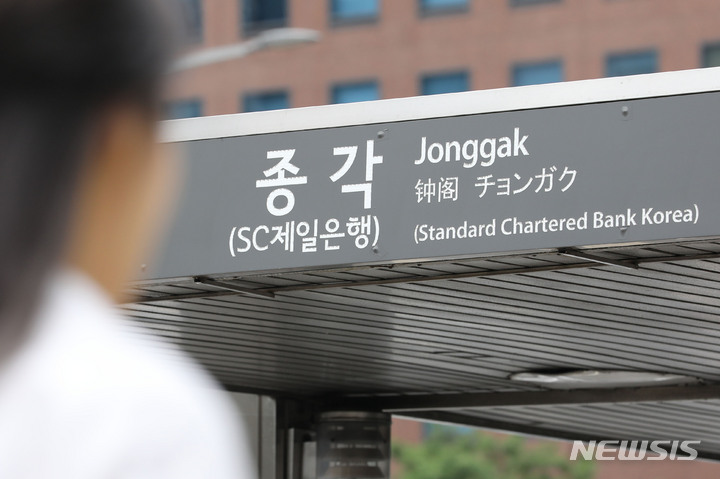 종각
(SC제일은행)
Jonggak
钟阁 チョンガク
(Standard Chartered Bank Korea)
NEWSIS